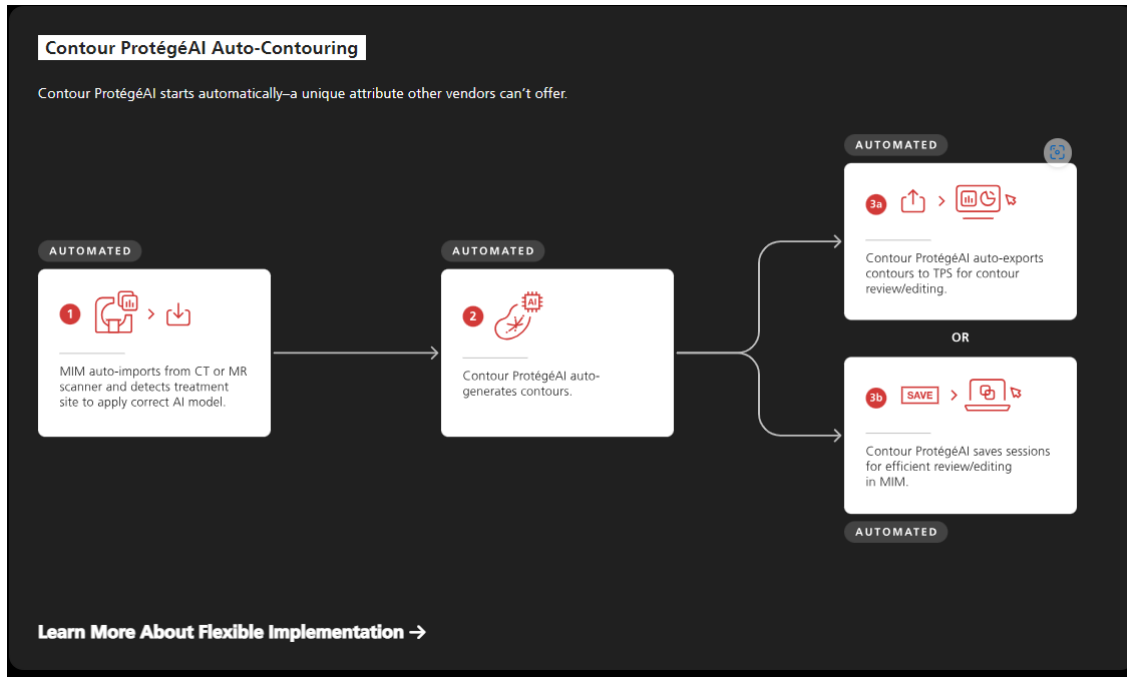 Contour ProtégéAI Auto-Contouring
Contour ProtégéAI starts automatically–a unique attribute other vendors can’t offer.
AUTOMATED
1
MIM auto-imports from CT or MR
scanner and detects treatment
site to apply correct AI model.
AUTOMATED
2
AI
Contour ProtégéAI auto-
generates contours.
AUTOMATED
3a
Contour ProtégéAI auto-exports
contours to TPS for contour
review/editing.
OR
3b
SAVE
Contour ProtégéAI saves sessions
for efficient review/editing
in MIM.
AUTOMATED
Learn More About Flexible Implementation →